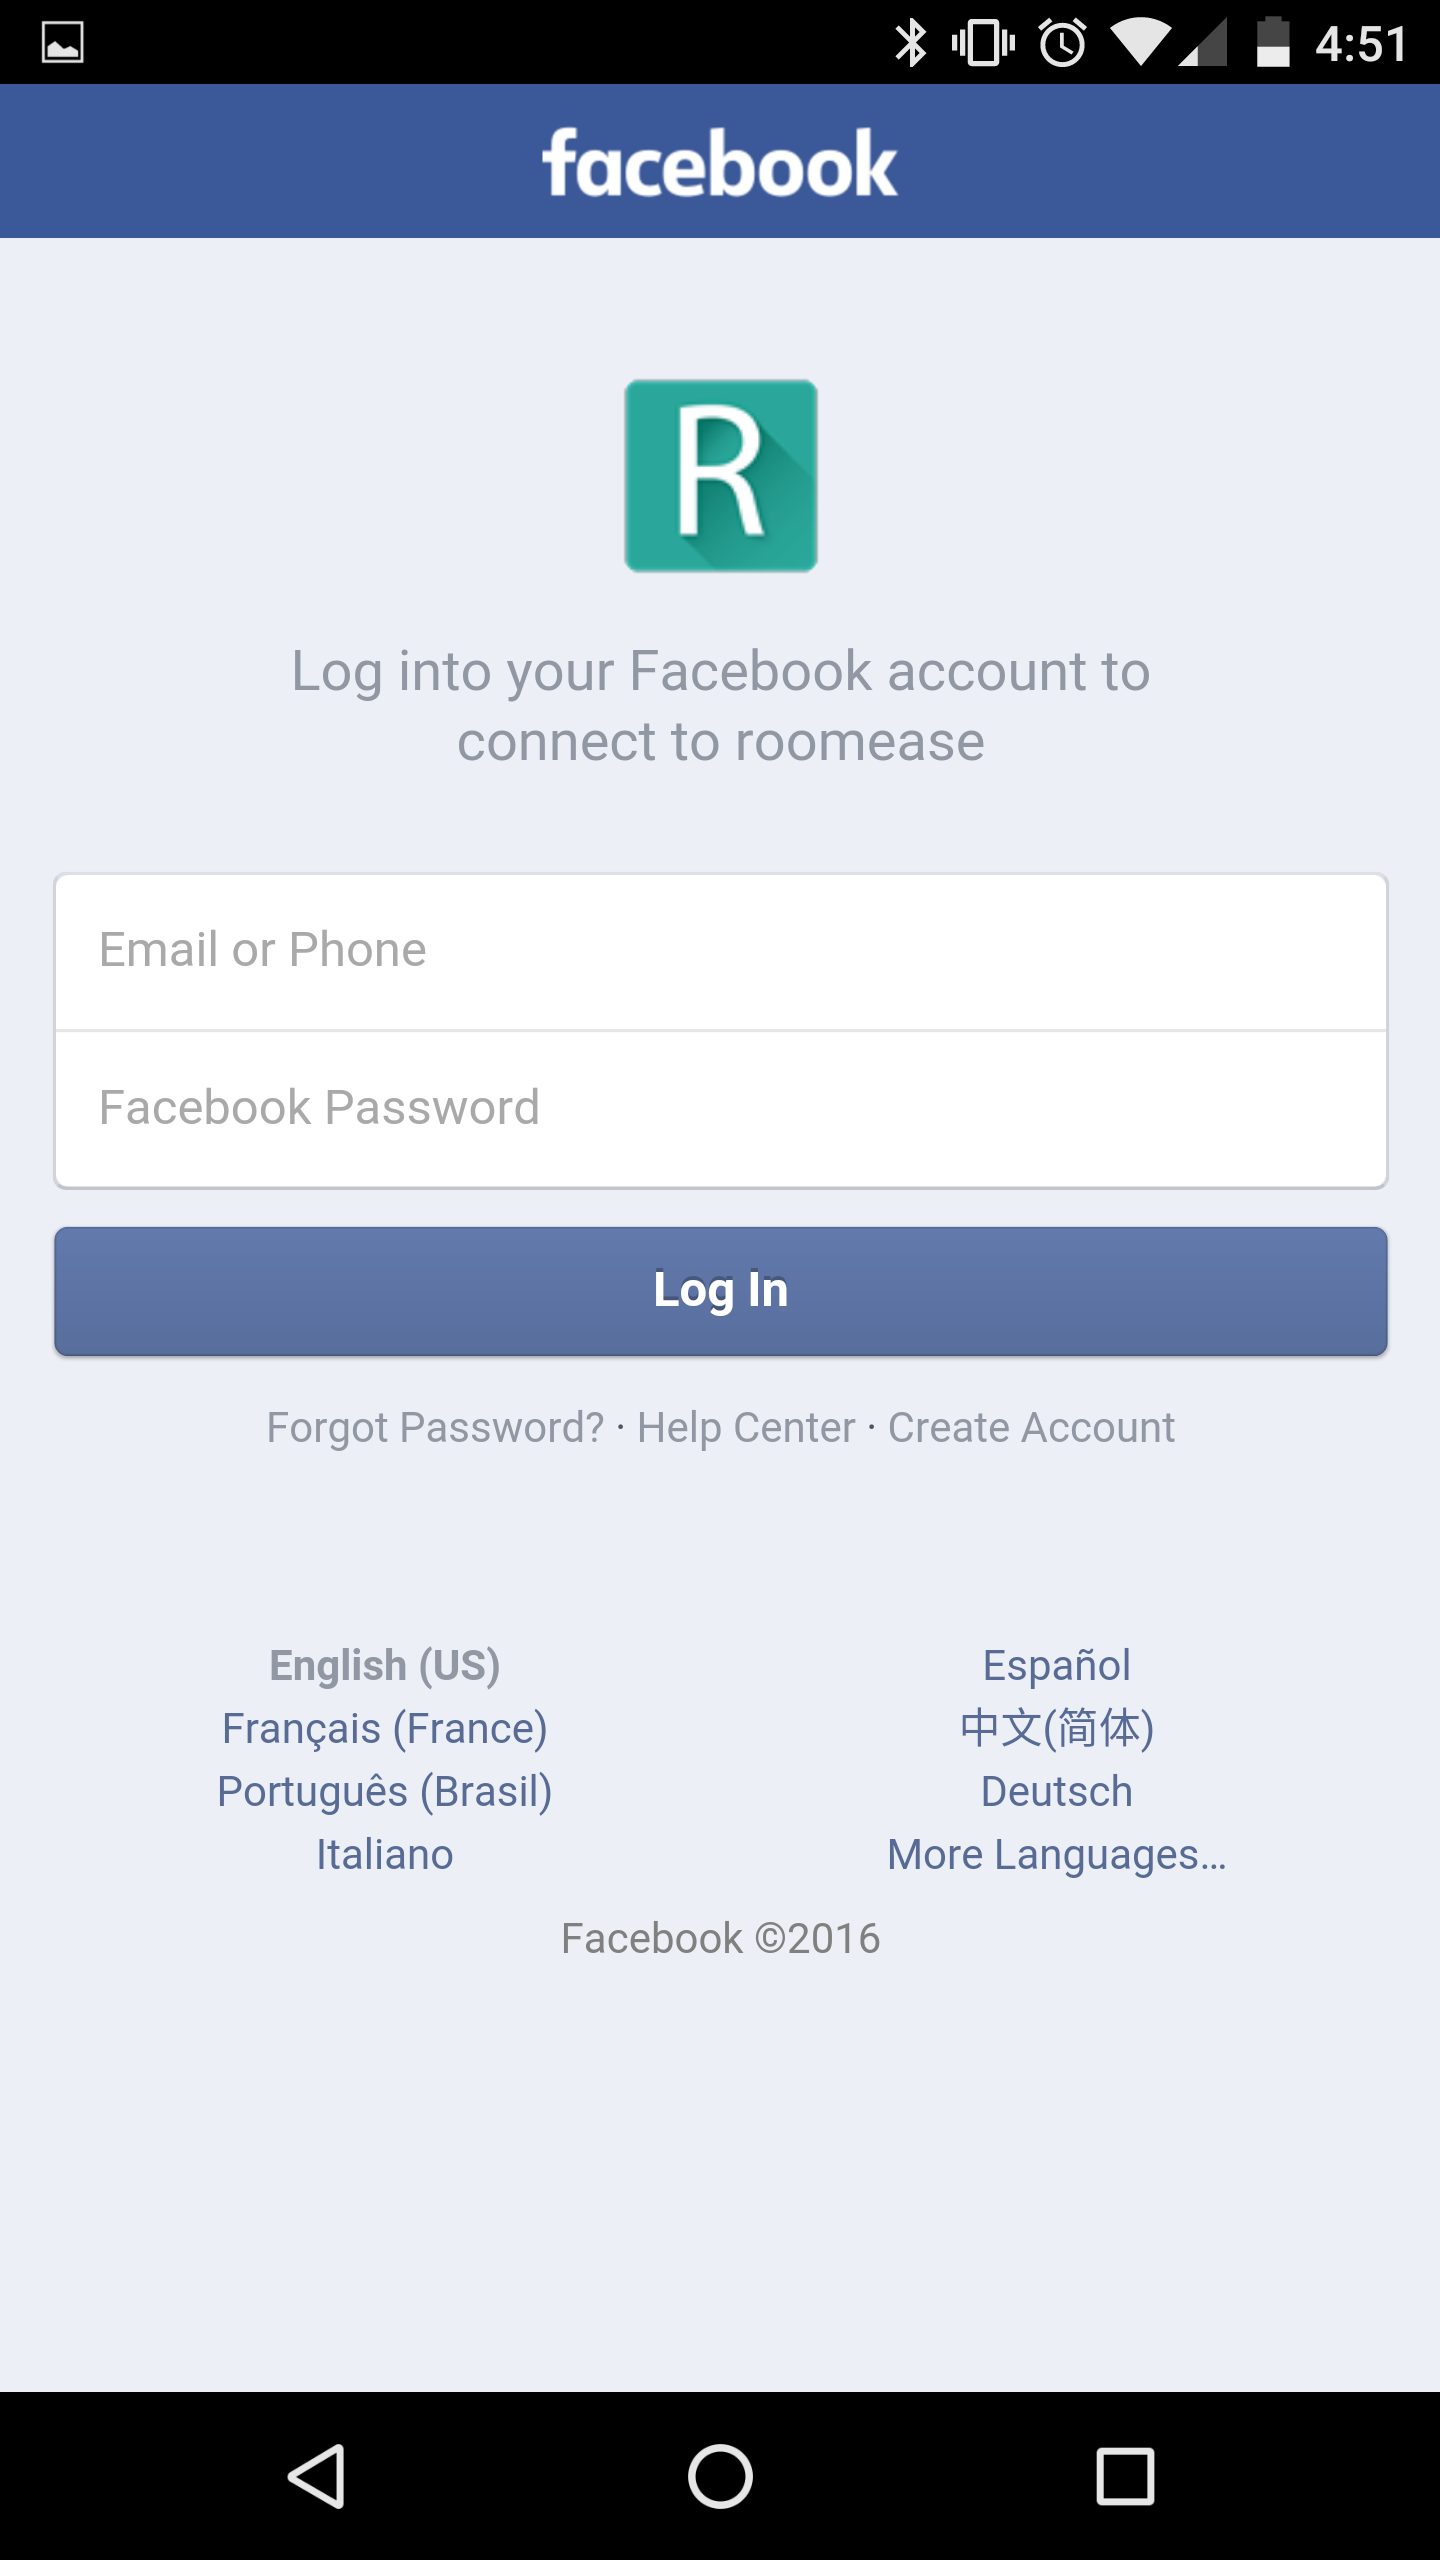 4:51
facebook
R
Log into your Facebook account to
connect to roomease
Email or Phone
Facebook Password
Log In
Forgot Password? · Help Center · Create Account
English (US)
Español
Français (France)
中文(简体)
Português (Brasil)
Deutsch
Italiano
More Languages...
Facebook ©2016